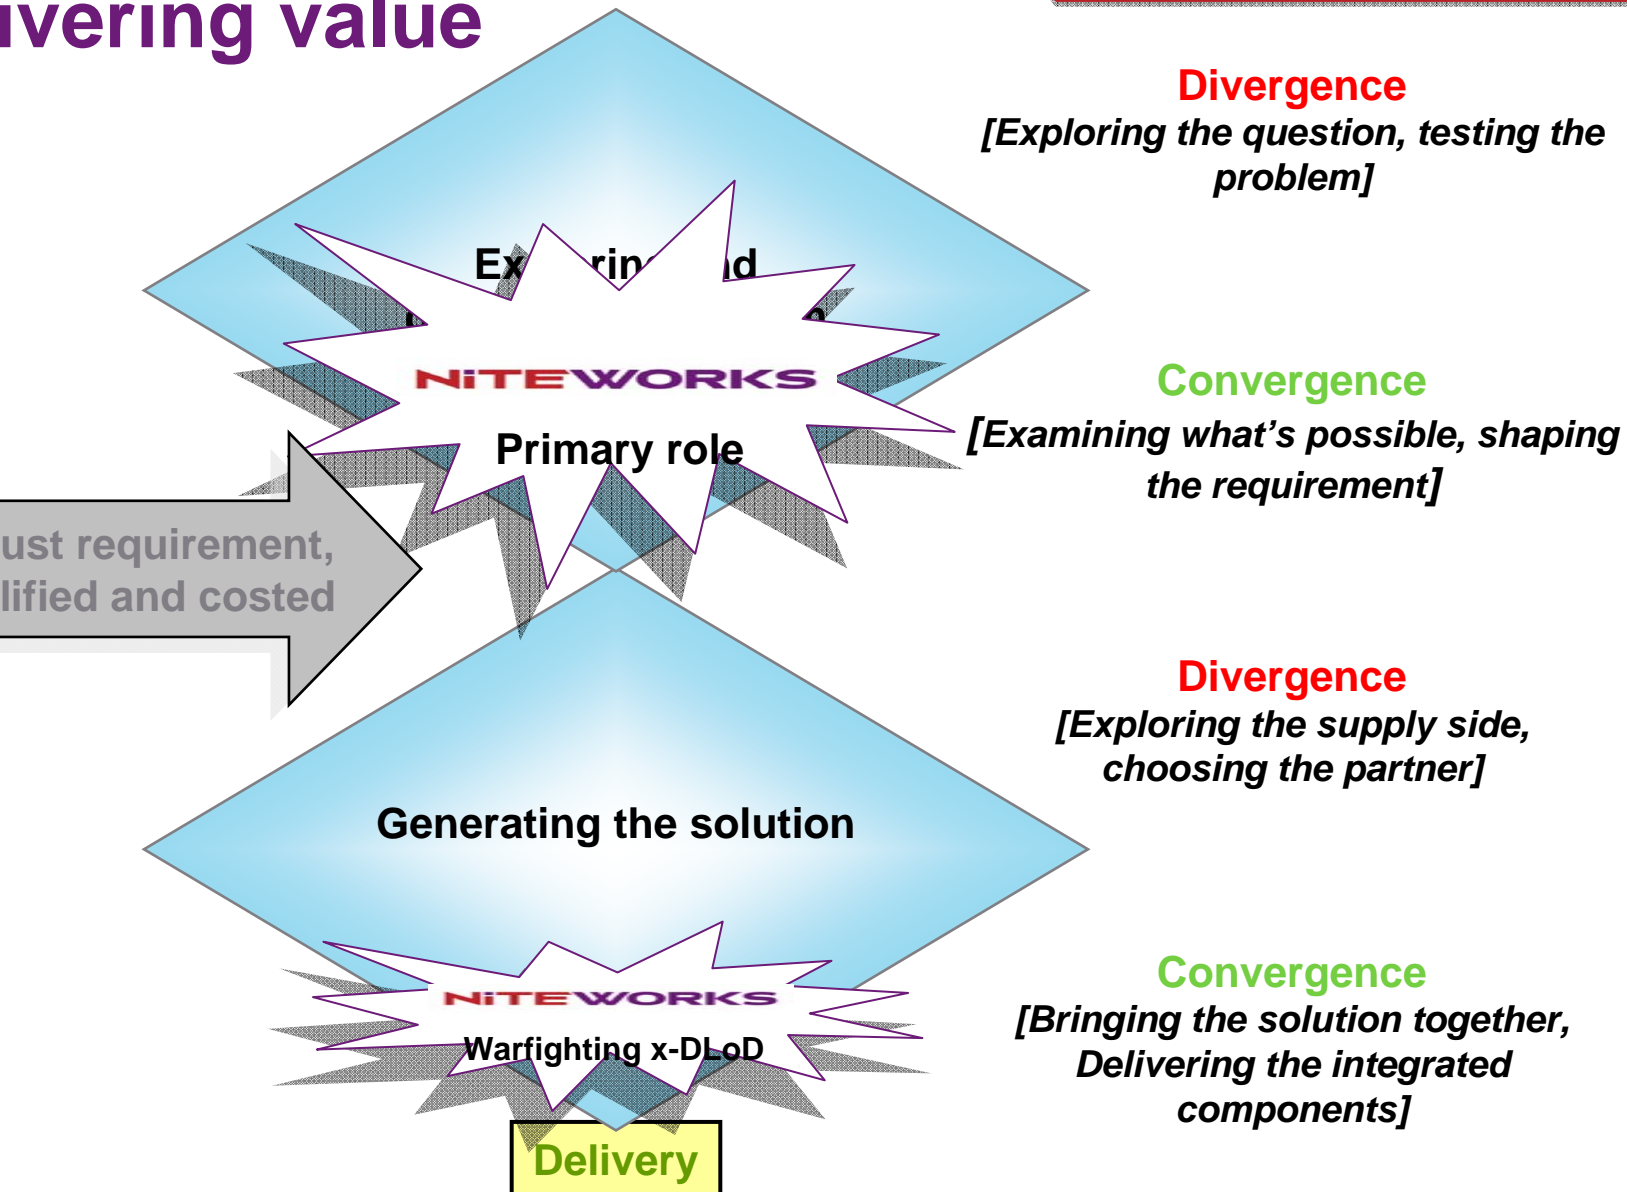 ivering value
Divergence
[Exploring the question, testing the
problem]
NiTEWORKS
Primary role
Convergence
[Examining what's possible, shaping
the requirement]
ust requirement,
lified and costed
Divergence
[Exploring the supply side,
choosing the partner]
Generating the solution
NiTEWORKS
Warfighting x-DLoD
Convergence
[Bringing the solution together,
Delivering the integrated
components]
Delivery